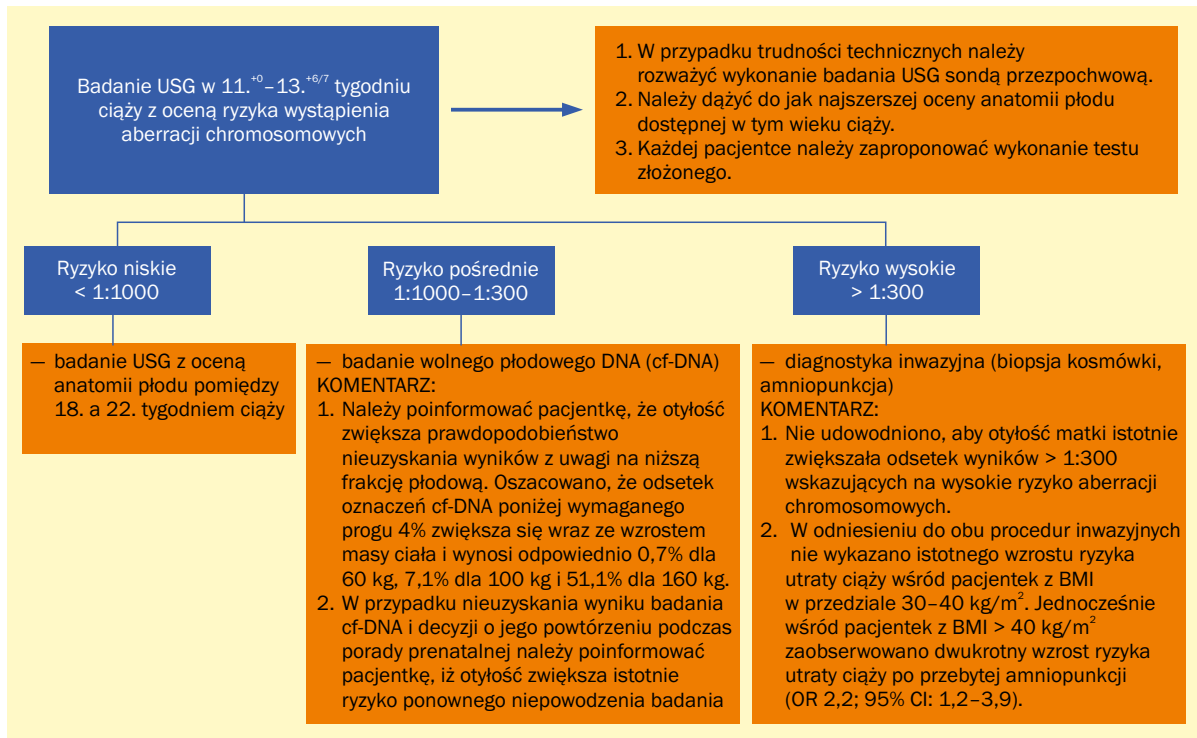 Badanie USG w 11.⁺⁰–13.⁺⁶/⁷ tygodniu
ciąży z oceną ryzyka wystąpienia
aberracji chromosomowych
1. W przypadku trudności technicznych należy
rozważyć wykonanie badania USG sondą przezpochwową.
2. Należy dążyć do jak najszerszej oceny anatomii płodu
dostępnej w tym wieku ciąży.
3. Każdej pacjentce należy zaproponować wykonanie testu
złożonego.
Ryzyko niskie
< 1:1000
— badanie USG z oceną
anatomii płodu pomiędzy
18. a 22. tygodniem ciąży
Ryzyko pośrednie
1:1000–1:300
— badanie wolnego płodowego DNA (cf-DNA)
KOMENTARZ:
1. Należy poinformować pacjentkę, że otyłość
zwiększa prawdopodobieństwo
nieuzyskania wyników z uwagi na niższą
frakcję płodową. Oszacowano, że odsetek
oznaczeń cf-DNA poniżej wymaganego
progu 4% zwiększa się wraz ze wzrostem
masy ciała i wynosi odpowiednio 0,7% dla
60 kg, 7,1% dla 100 kg i 51,1% dla 160 kg.
2. W przypadku nieuzyskania wyniku badania
cf-DNA i decyzji o jego powtórzeniu podczas
porady prenatalnej należy poinformować
pacjentkę, iż otyłość zwiększa istotnie
ryzyko ponownego niepowodzenia badania
Ryzyko wysokie
> 1:300
— diagnostyka inwazyjna (biopsja kosmówki,
amniopunkcja)
KOMENTARZ:
1. Nie udowodniono, aby otyłość matki istotnie
zwiększała odsetek wyników > 1:300
wskazujących na wysokie ryzyko aberracji
chromosomowych.
2. W odniesieniu do obu procedur inwazyjnych
nie wykazano istotnego wzrostu ryzyka
utraty ciąży wśród pacjentek z BMI
w przedziale 30–40 kg/m². Jednocześnie
wśród pacjentek z BMI > 40 kg/m²
zaobserwowano dwukrotny wzrost ryzyka
utraty ciąży po przebytej amniopunkcji
(OR 2,2; 95% CI: 1,2–3,9).